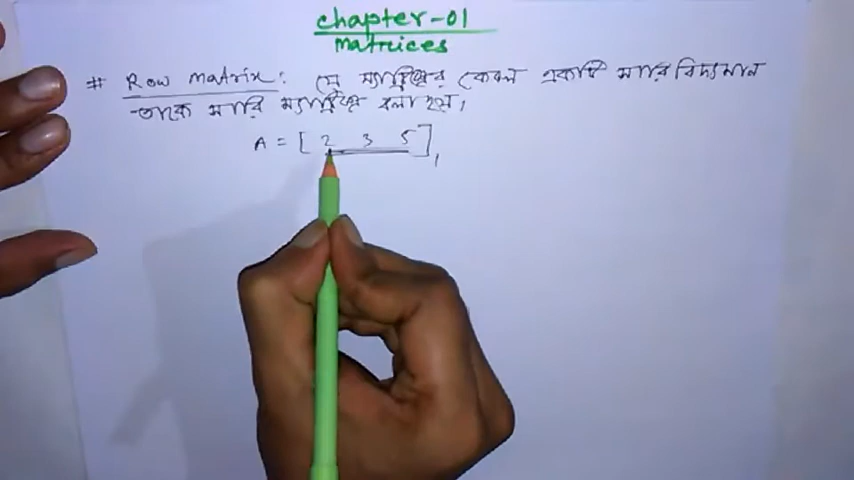 chapter-01
matrices
# Row matrix: যে ম্যাট্রিক্সের কেবল একটি সারি বিদ্যমান
তাকে সারি ম্যাট্রিক্স বলা হয়।
A = [ 2 3 5 ],